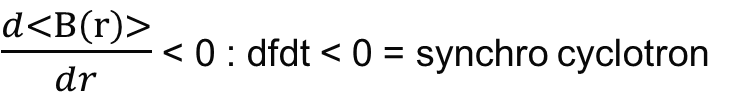 d<B(r)>/dr < 0 : dfdt < 0 = synchro cyclotron